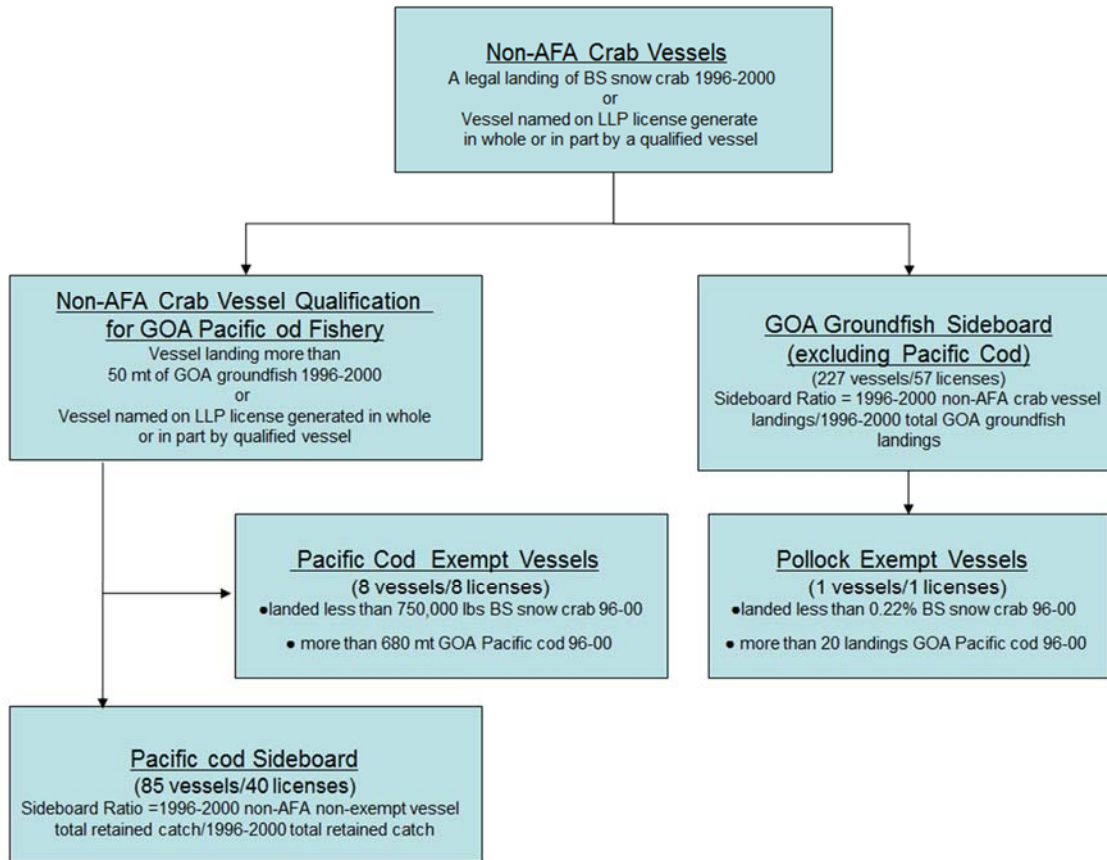 Non-AFA Crab Vessels
A legal landing of BS snow crab 1996-2000
or
Vessel named on LLP license generate
in whole or in part by a qualified vessel
Non-AFA Crab Vessel Qualification
for GOA Pacific od Fishery
Vessel landing more than
50 mt of GOA groundfish 1996-2000
or
Vessel named on LLP license generated in whole
or in part by qualified vessel
GOA Groundfish Sideboard
(excluding Pacific Cod)
(227 vessels/57 licenses)
Sideboard Ratio = 1996-2000 non-AFA crab vessel
landings/1996-2000 total GOA groundfish
landings
Pacific Cod Exempt Vessels
(8 vessels/8 licenses)
●landed less than 750,000 lbs BS snow crab 96-00
● more than 680 mt GOA Pacific cod 96-00
Pollock Exempt Vessels
(1 vessels/1 licenses)
●landed less than 0.22% BS snow crab 96-00
● more than 20 landings GOA Pacific cod 96-00
Pacific cod Sideboard
(85 vessels/40 licenses)
Sideboard Ratio =1996-2000 non-AFA non-exempt vessel
total retained catch/1996-2000 total retained catch